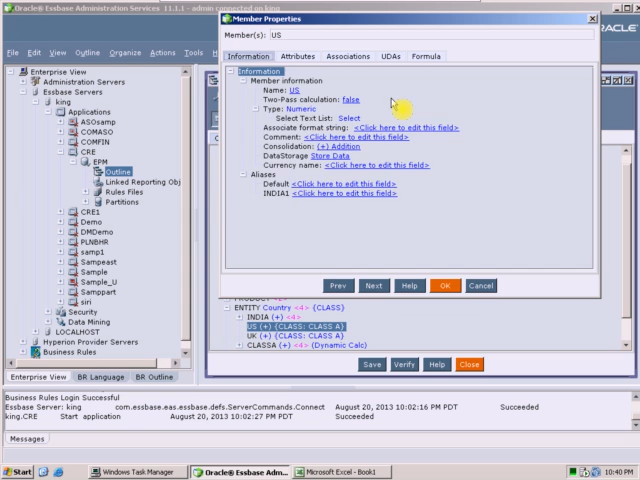 Oracle® Essbase Administration Services 11.1.1 - admin connected on king
Member Properties
Member(s): US
File Edit View Outline Organize Actions Tools
Information Attributes Associations UDAs Formula
Information
Member information
Name: US
Two-Pass calculation: false
Type: Numeric
Select Text List: Select
Associate format string: <Click here to edit this field>
Comment: <Click here to edit this field>
Consolidation: (+) Addition
DataStorage Store Data
Currency name: <Click here to edit this field>
Aliases
Default <Click here to edit this field>
INDIA1 <Click here to edit this field>
Prev Next Help OK Cancel
Enterprise View
Administration Servers
Essbase Servers
king
Applications
ASOsamp
COMASO
COMFIN
CRE
EPM
Outline
Linked Reporting Obj
Rules Files
Partitions
CRE1
Demo
DMDemo
PLNBHR
samp1
Sampeast
Sample
Sample_U
Samppart
siri
Security
Data Mining
LOCALHOST
Hyperion Provider Servers
Business Rules
ENTITY Country <4> {CLASS}
INDIA (+) <4>
US (+) {CLASS: CLASS A}
UK (+) {CLASS: CLASS A}
CLASSA (+) <4> (Dynamic Calc)
Save Verify Help Close
Enterprise View BR Language BR Outline
Business Rules Login Successful
Essbase Server: king com.essbase.eas.essbase.defs.ServerCommands.Connect August 20, 2013 10:02:16 PM PDT Succeeded
king.CRE Start application August 20, 2013 10:02:27 PM PDT Succeeded
Messages
Start Windows Task Manager Oracle® Essbase Adm... Microsoft Excel - Book1 10:40 PM